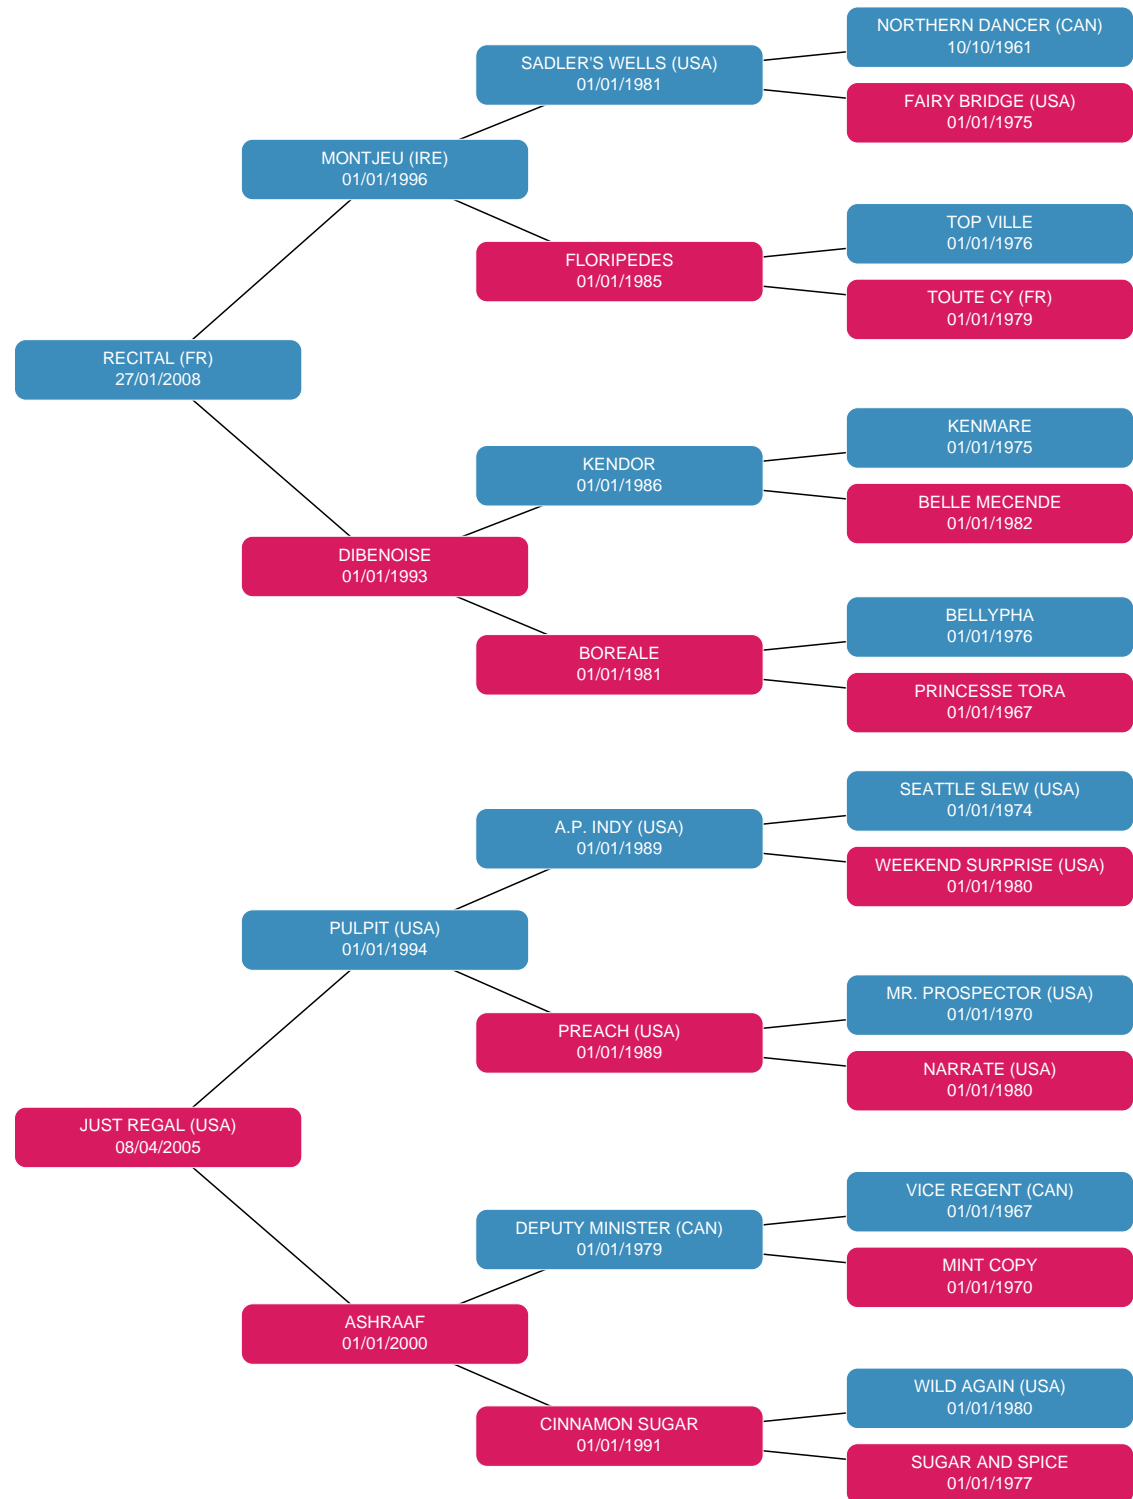 NORTHERN DANCER (CAN)
10/10/1961
SADLER'S WELLS (USA)
01/01/1981
FAIRY BRIDGE (USA)
01/01/1975
MONTJEU (IRE)
01/01/1996
TOP VILLE
01/01/1976
FLORIPEDES
01/01/1985
TOUTE CY (FR)
01/01/1979
RECITAL (FR)
27/01/2008
KENMARE
01/01/1975
KENDOR
01/01/1986
BELLE MECENDE
01/01/1982
DIBENOISE
01/01/1993
BELLYPHA
01/01/1976
BOREALE
01/01/1981
PRINCESSE TORA
01/01/1967
SEATTLE SLEW (USA)
01/01/1974
A.P. INDY (USA)
01/01/1989
WEEKEND SURPRISE (USA)
01/01/1980
PULPIT (USA)
01/01/1994
MR. PROSPECTOR (USA)
01/01/1970
PREACH (USA)
01/01/1989
NARRATE (USA)
01/01/1980
JUST REGAL (USA)
08/04/2005
VICE REGENT (CAN)
01/01/1967
DEPUTY MINISTER (CAN)
01/01/1979
MINT COPY
01/01/1970
ASHRAAF
01/01/2000
WILD AGAIN (USA)
01/01/1980
CINNAMON SUGAR
01/01/1991
SUGAR AND SPICE
01/01/1977